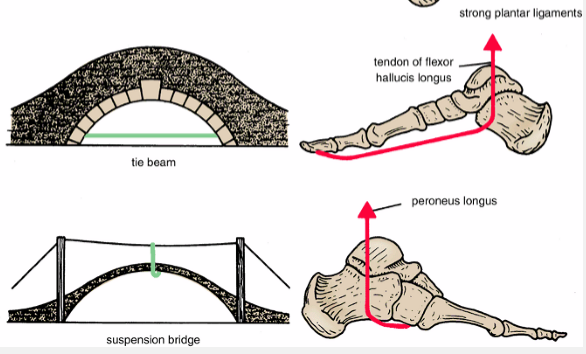 strong plantar ligaments
tendon of flexor
hallucis longus
tie beam
peroneus longus
suspension bridge